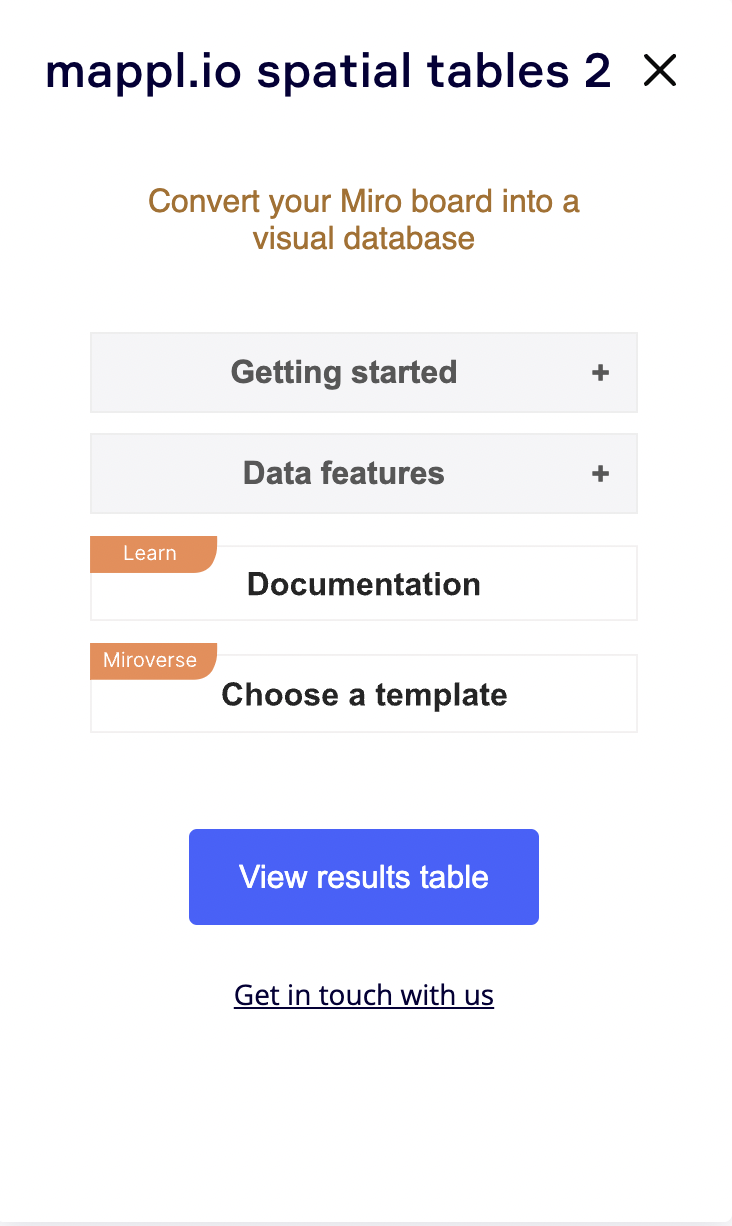 mappl.io spatial tables 2
Convert your Miro board into a
visual database
Getting started +
Data features +
Learn
Documentation
Miroverse
Choose a template
View results table
Get in touch with us